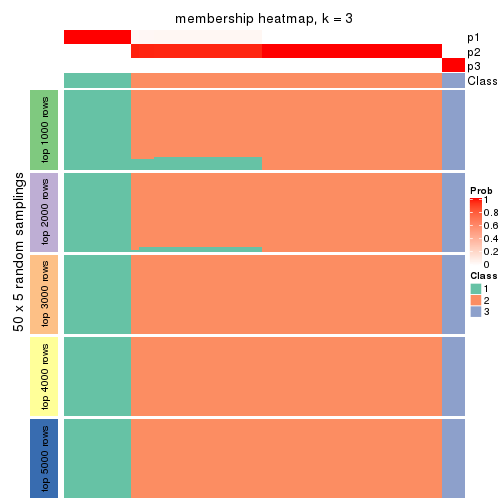 membership heatmap, k = 3
p1
p2
p3
Class
50 x 5 random samplings
top 1000 rows
top 2000 rows
top 3000 rows
top 4000 rows
top 5000 rows
Prob
1
0.8
0.6
0.4
0.2
0
Class
1
2
3